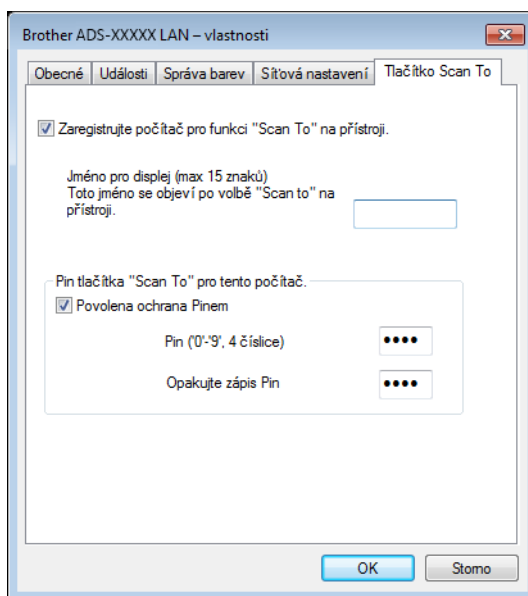 Brother ADS-XXXXX LAN – vlastnosti
Obecné Události Správa barev Síťová nastavení Tlačítko Scan To
Zaregistrujte počítač pro funkci "Scan To" na přístroji.
Jméno pro displej (max 15 znaků)
Toto jméno se objeví po volbě "Scan to" na
přístroji.
Pin tlačítka "Scan To" pro tento počítač.
Povolena ochrana Pinem
Pin ('0'-'9', 4 číslice) ●●●●
Opakujte zápis Pin ●●●●
OK Storno